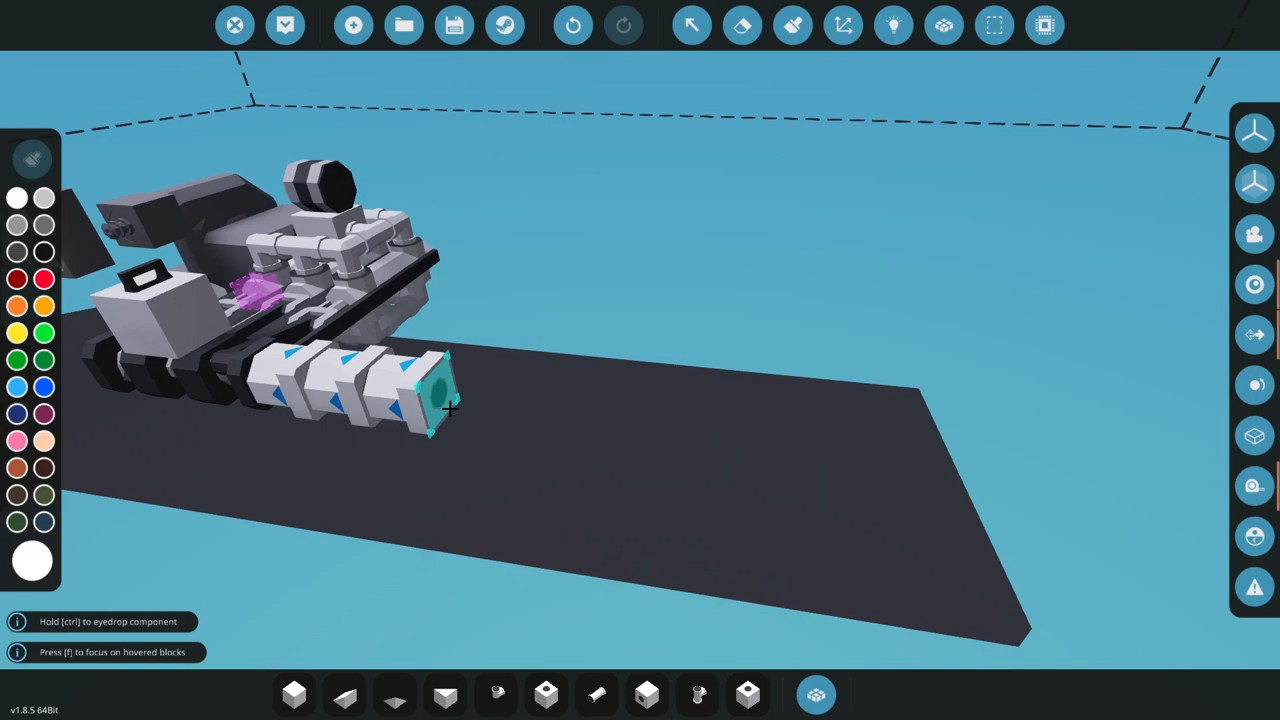 Hold [ctrl] to eyedrop component
Press [f] to focus on hovered blocks
v1.8.5 64Bit